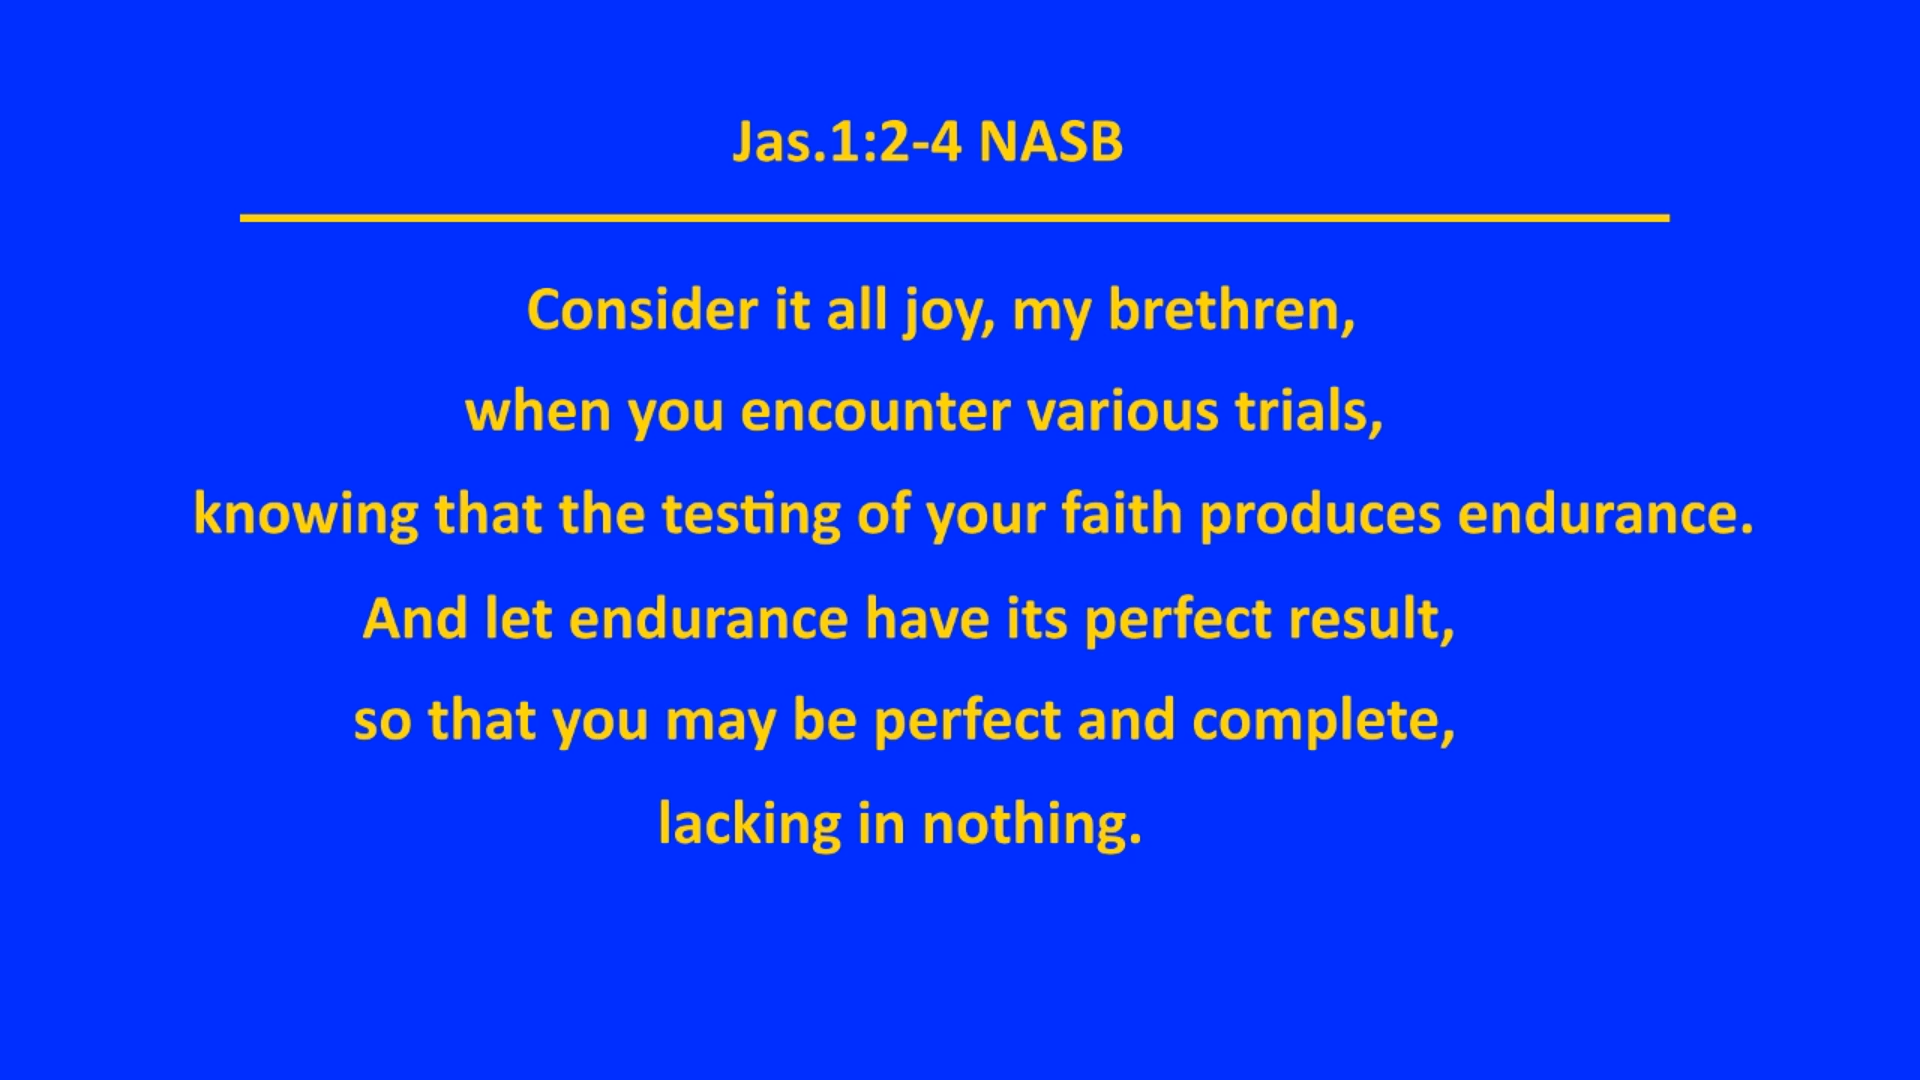 Jas.1:2-4 NASB
Consider it all joy, my brethren,
when you encounter various trials,
knowing that the testing of your faith produces endurance.
And let endurance have its perfect result,
so that you may be perfect and complete,
lacking in nothing.